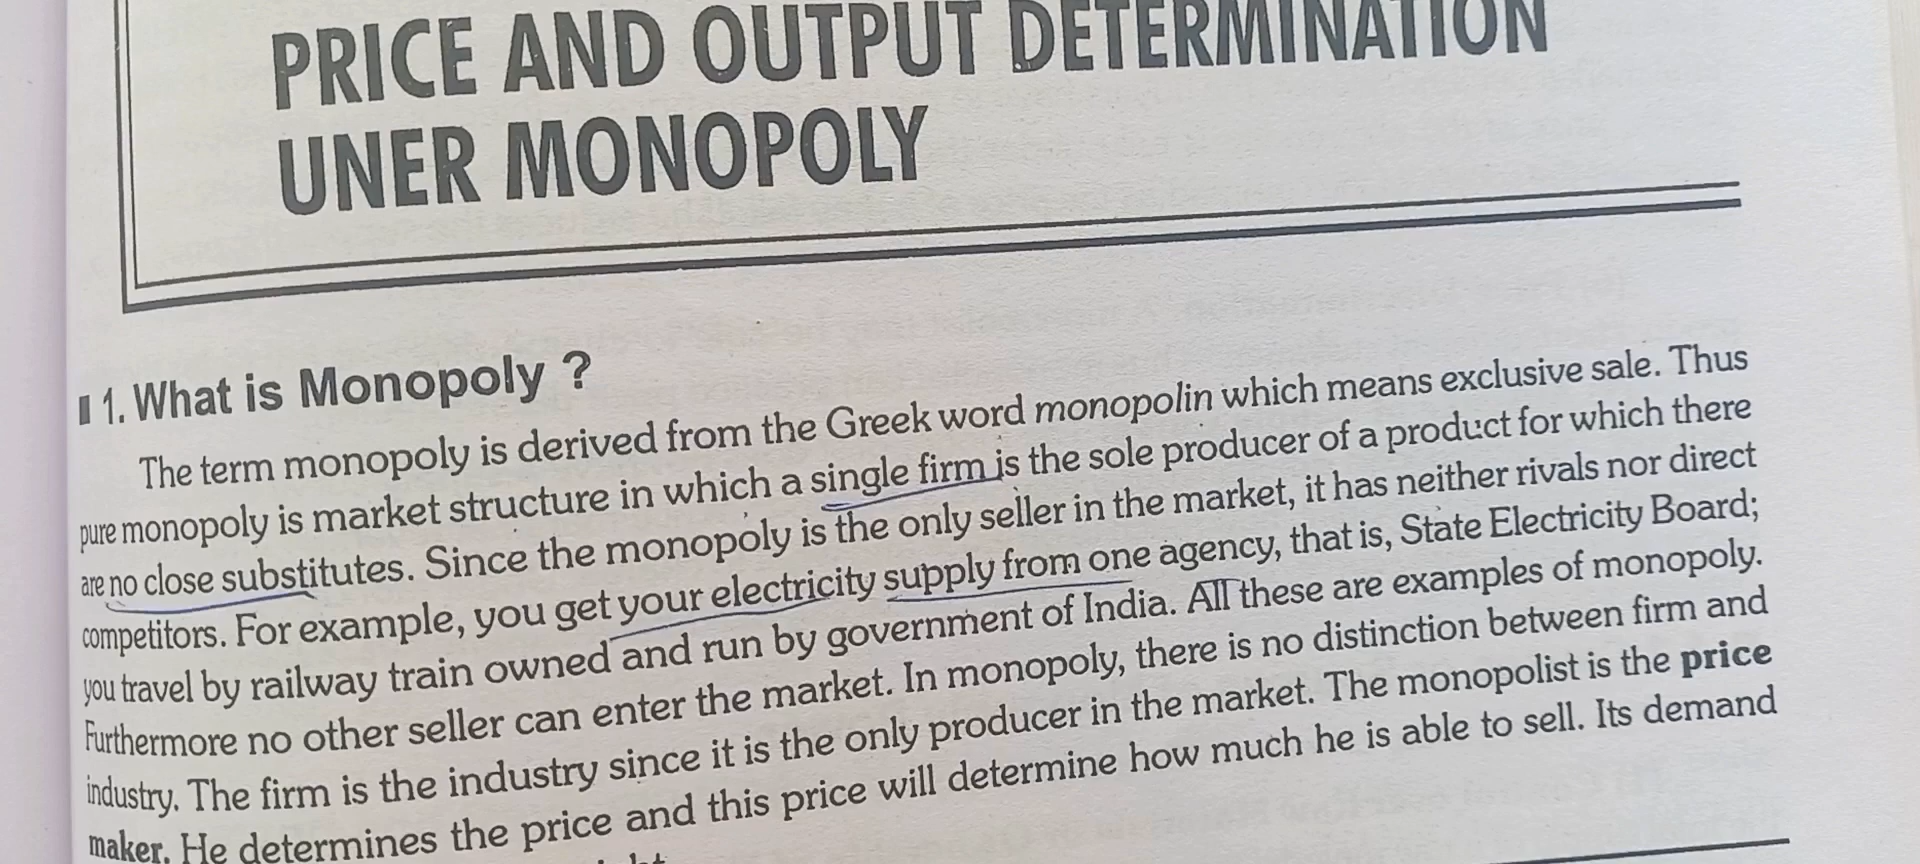 PRICE AND OUTPUT DETERMINATION
UNER MONOPOLY
1. What is Monopoly ?
The term monopoly is derived from the Greek word monopolin which means exclusive sale. Thus
pure monopoly is market structure in which a single firm is the sole producer of a product for which there
are no close substitutes. Since the monopoly is the only seller in the market, it has neither rivals nor direct
competitors. For example, you get your electricity supply from one agency, that is, State Electricity Board;
you travel by railway train owned and run by government of India. All these are examples of monopoly.
Furthermore no other seller can enter the market. In monopoly, there is no distinction between firm and
industry. The firm is the industry since it is the only producer in the market. The monopolist is the price
maker. He determines the price and this price will determine how much he is able to sell. Its demand